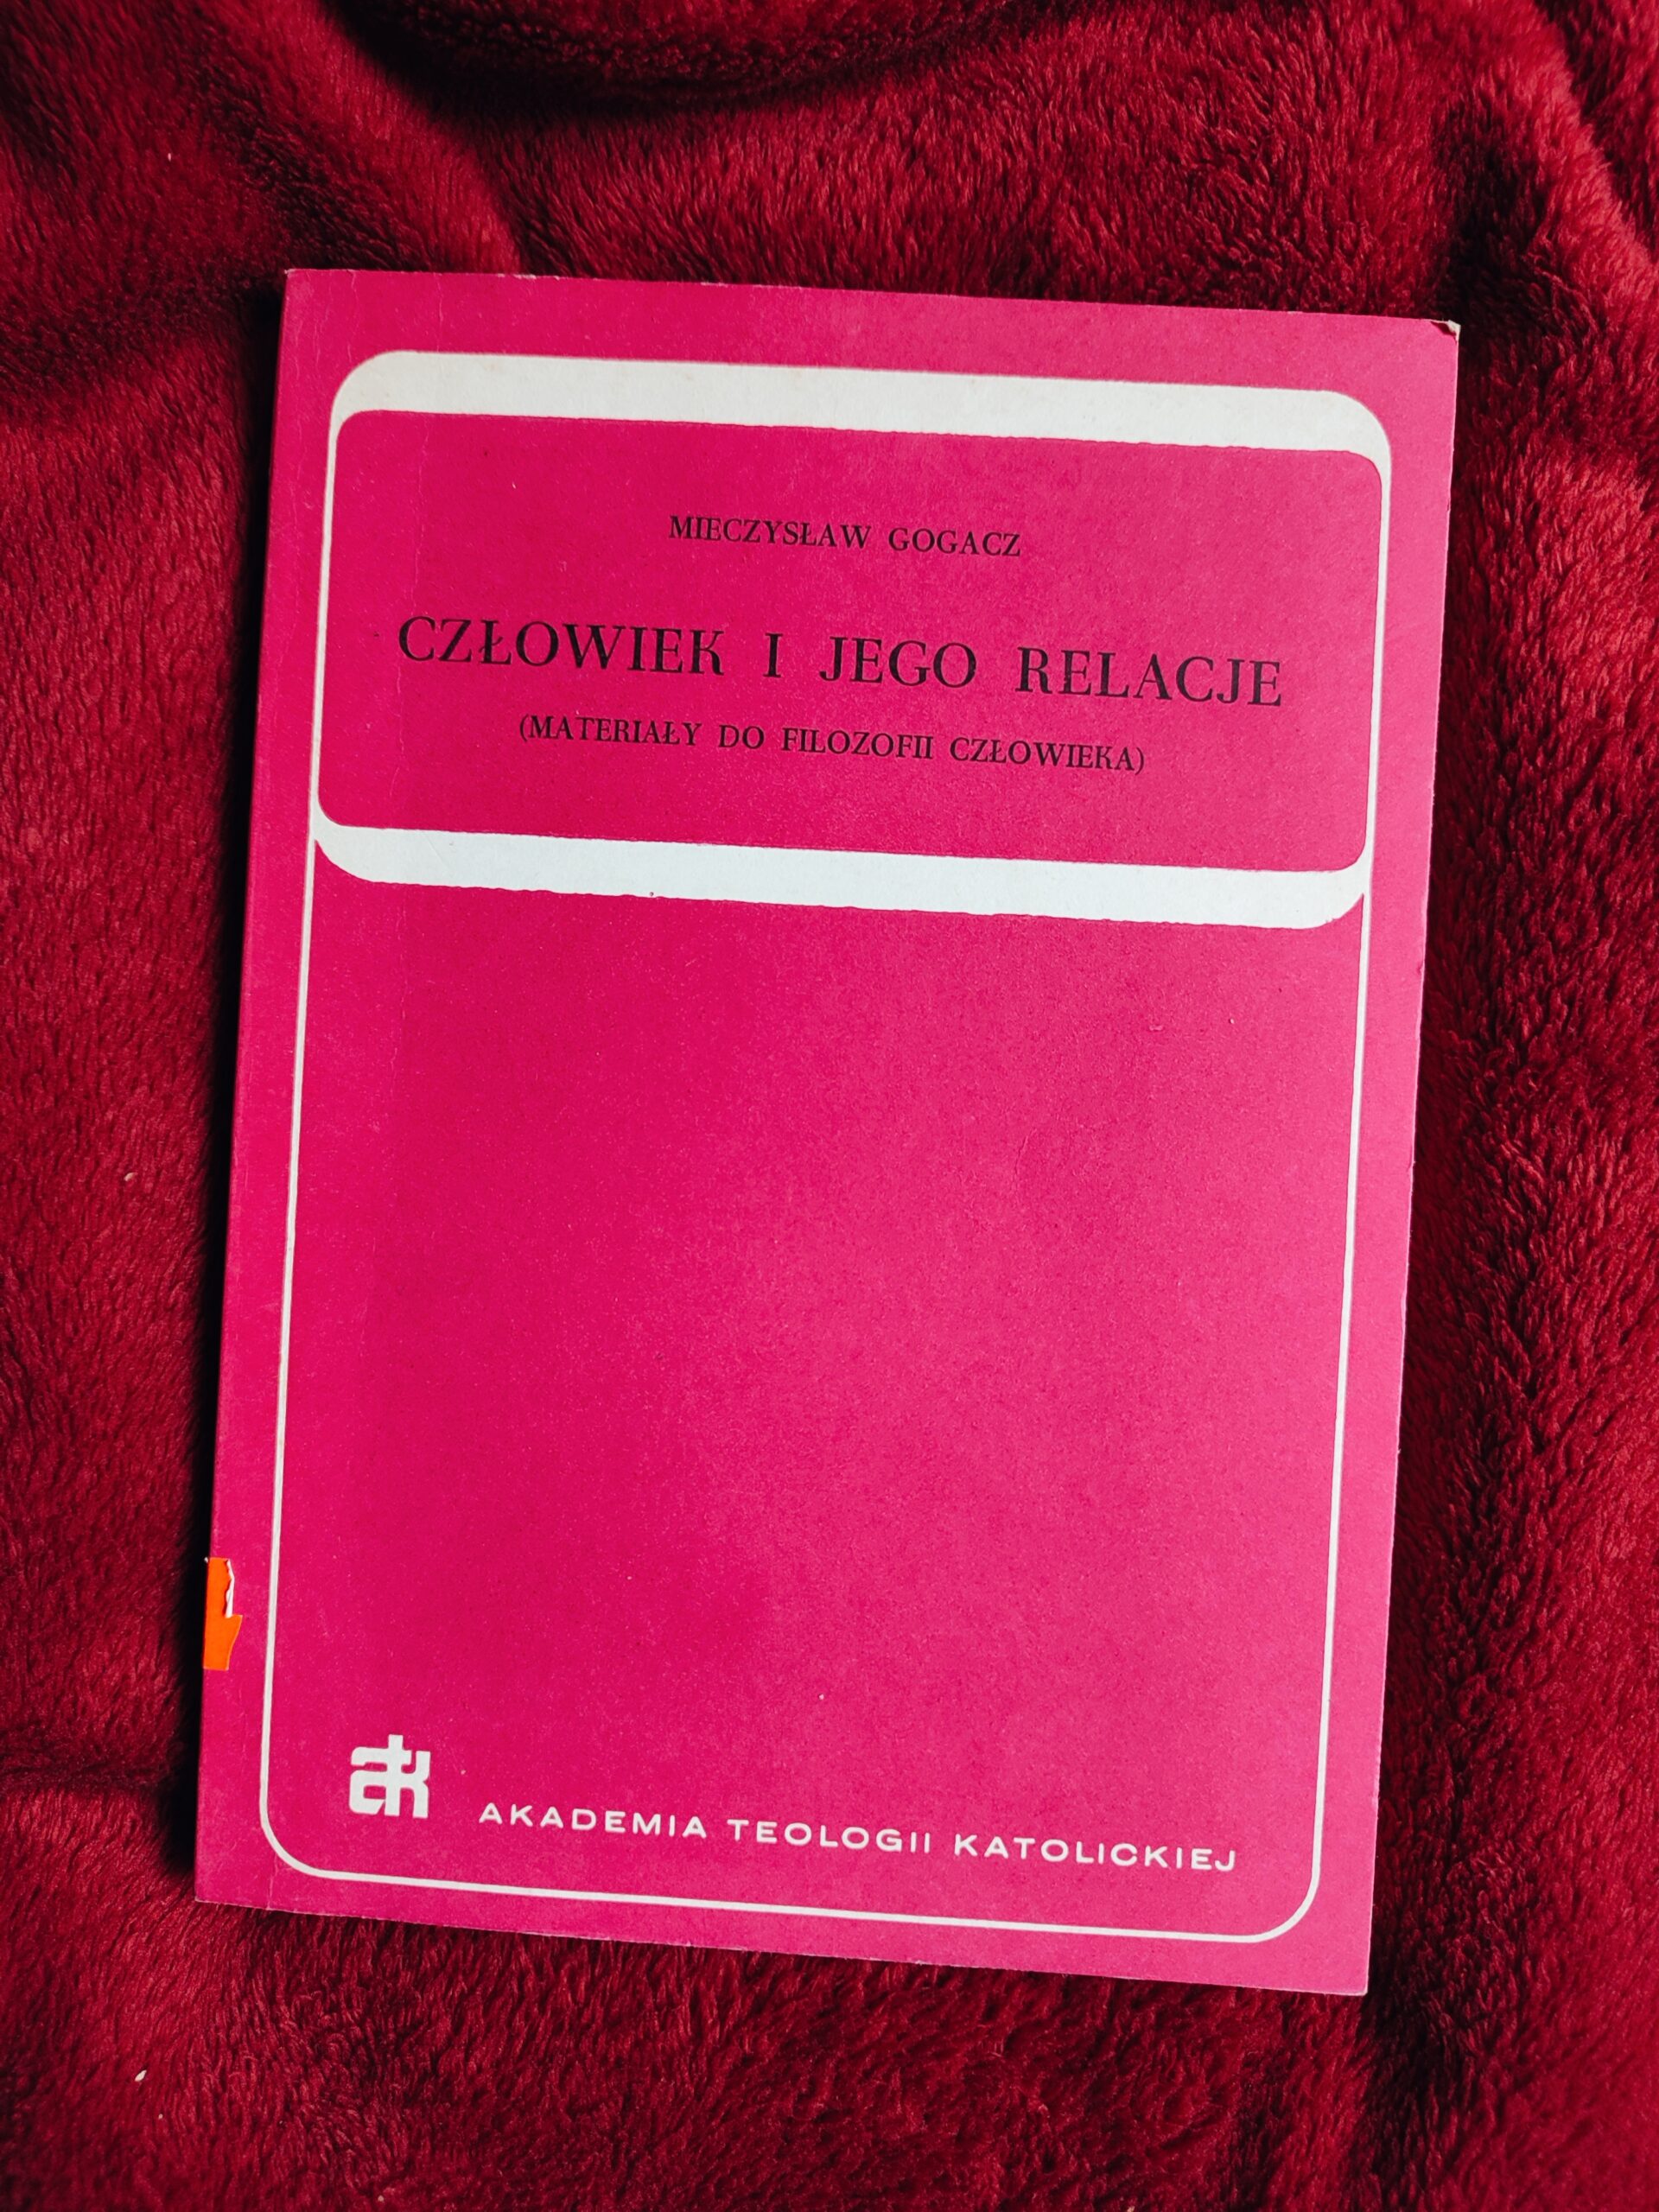 MIECZYSŁAW GOGACZ
CZŁOWIEK I JEGO RELACJE
(MATERIAŁY DO FILOZOFII CZŁOWIEKA)
atk
AKADEMIA TEOLOGII KATOLICKIEJ